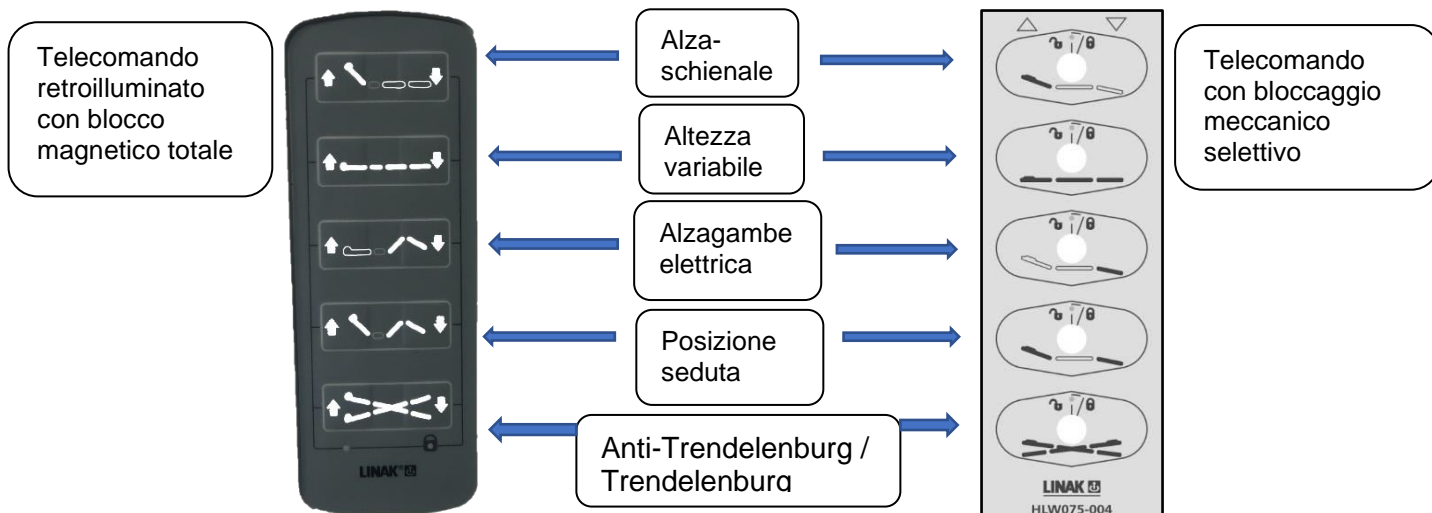 Telecomando
retroilluminato
con blocco
magnetico totale
LINAK
Alza-
schienale
Altezza
variabile
Alzagambe
elettrica
Posizione
seduta
Anti-Trendelenburg /
Trendelenburg
LINAK
HLW075-004
Telecomando
con bloccaggio
meccanico
selettivo